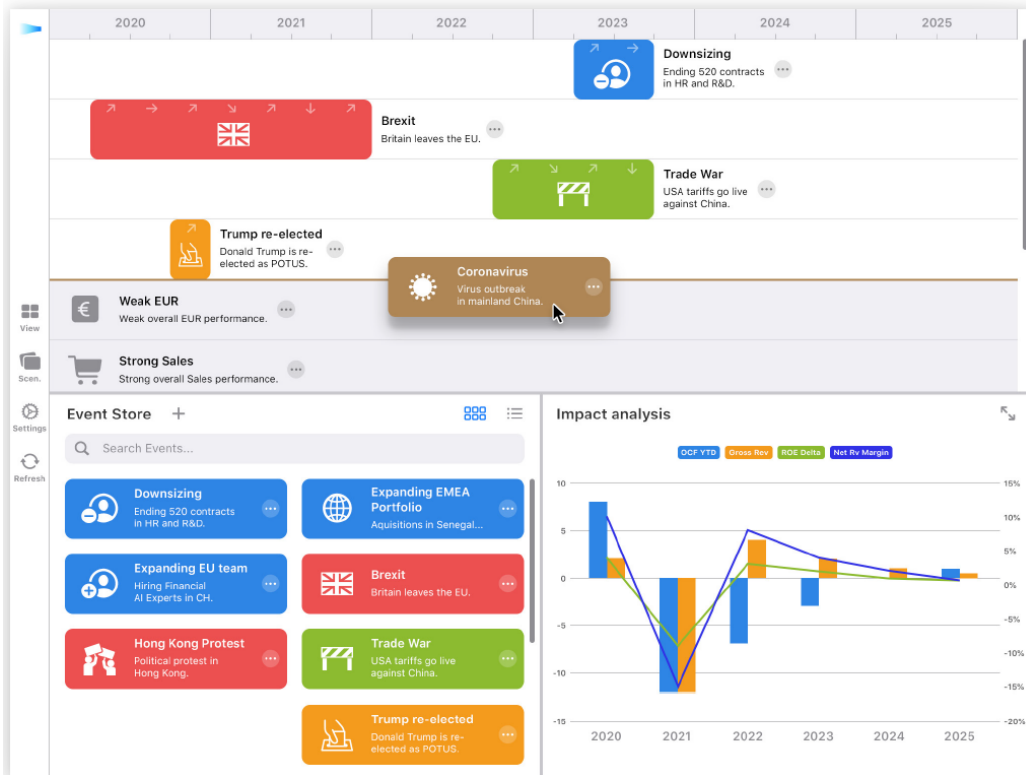 2020 2021 2022 2023 2024 2025
Downsizing
Ending 520 contracts
in HR and R&D.
Brexit
Britain leaves the EU.
Trade War
USA tariffs go live
against China.
Trump re-elected
Donald Trump is re-
elected as POTUS.
Coronavirus
Virus outbreak
in mainland China.
€
Weak EUR
Weak overall EUR performance.
Strong Sales
Strong overall Sales performance.
View
Scen.
Settings
Refresh
Event Store +
Search Events...
Downsizing
Ending 520 contracts
in HR and R&D.
Expanding EMEA
Portfolio
Aquisitions in Senegal...
Expanding EU team
Hiring Financial
AI Experts in CH.
Brexit
Britain leaves the EU.
Hong Kong Protest
Political protest in
Hong Kong.
Trade War
USA tariffs go live
against China.
Trump re-elected
Donald Trump is re-
elected as POTUS.
Impact analysis
OCF YTD Gross Rev ROE Delta Net Rv Margin
10 15%
10%
5 5%
0 0%
-5 -5%
-10 -10%
-15%
-15 -20%
2020 2021 2022 2023 2024 2025